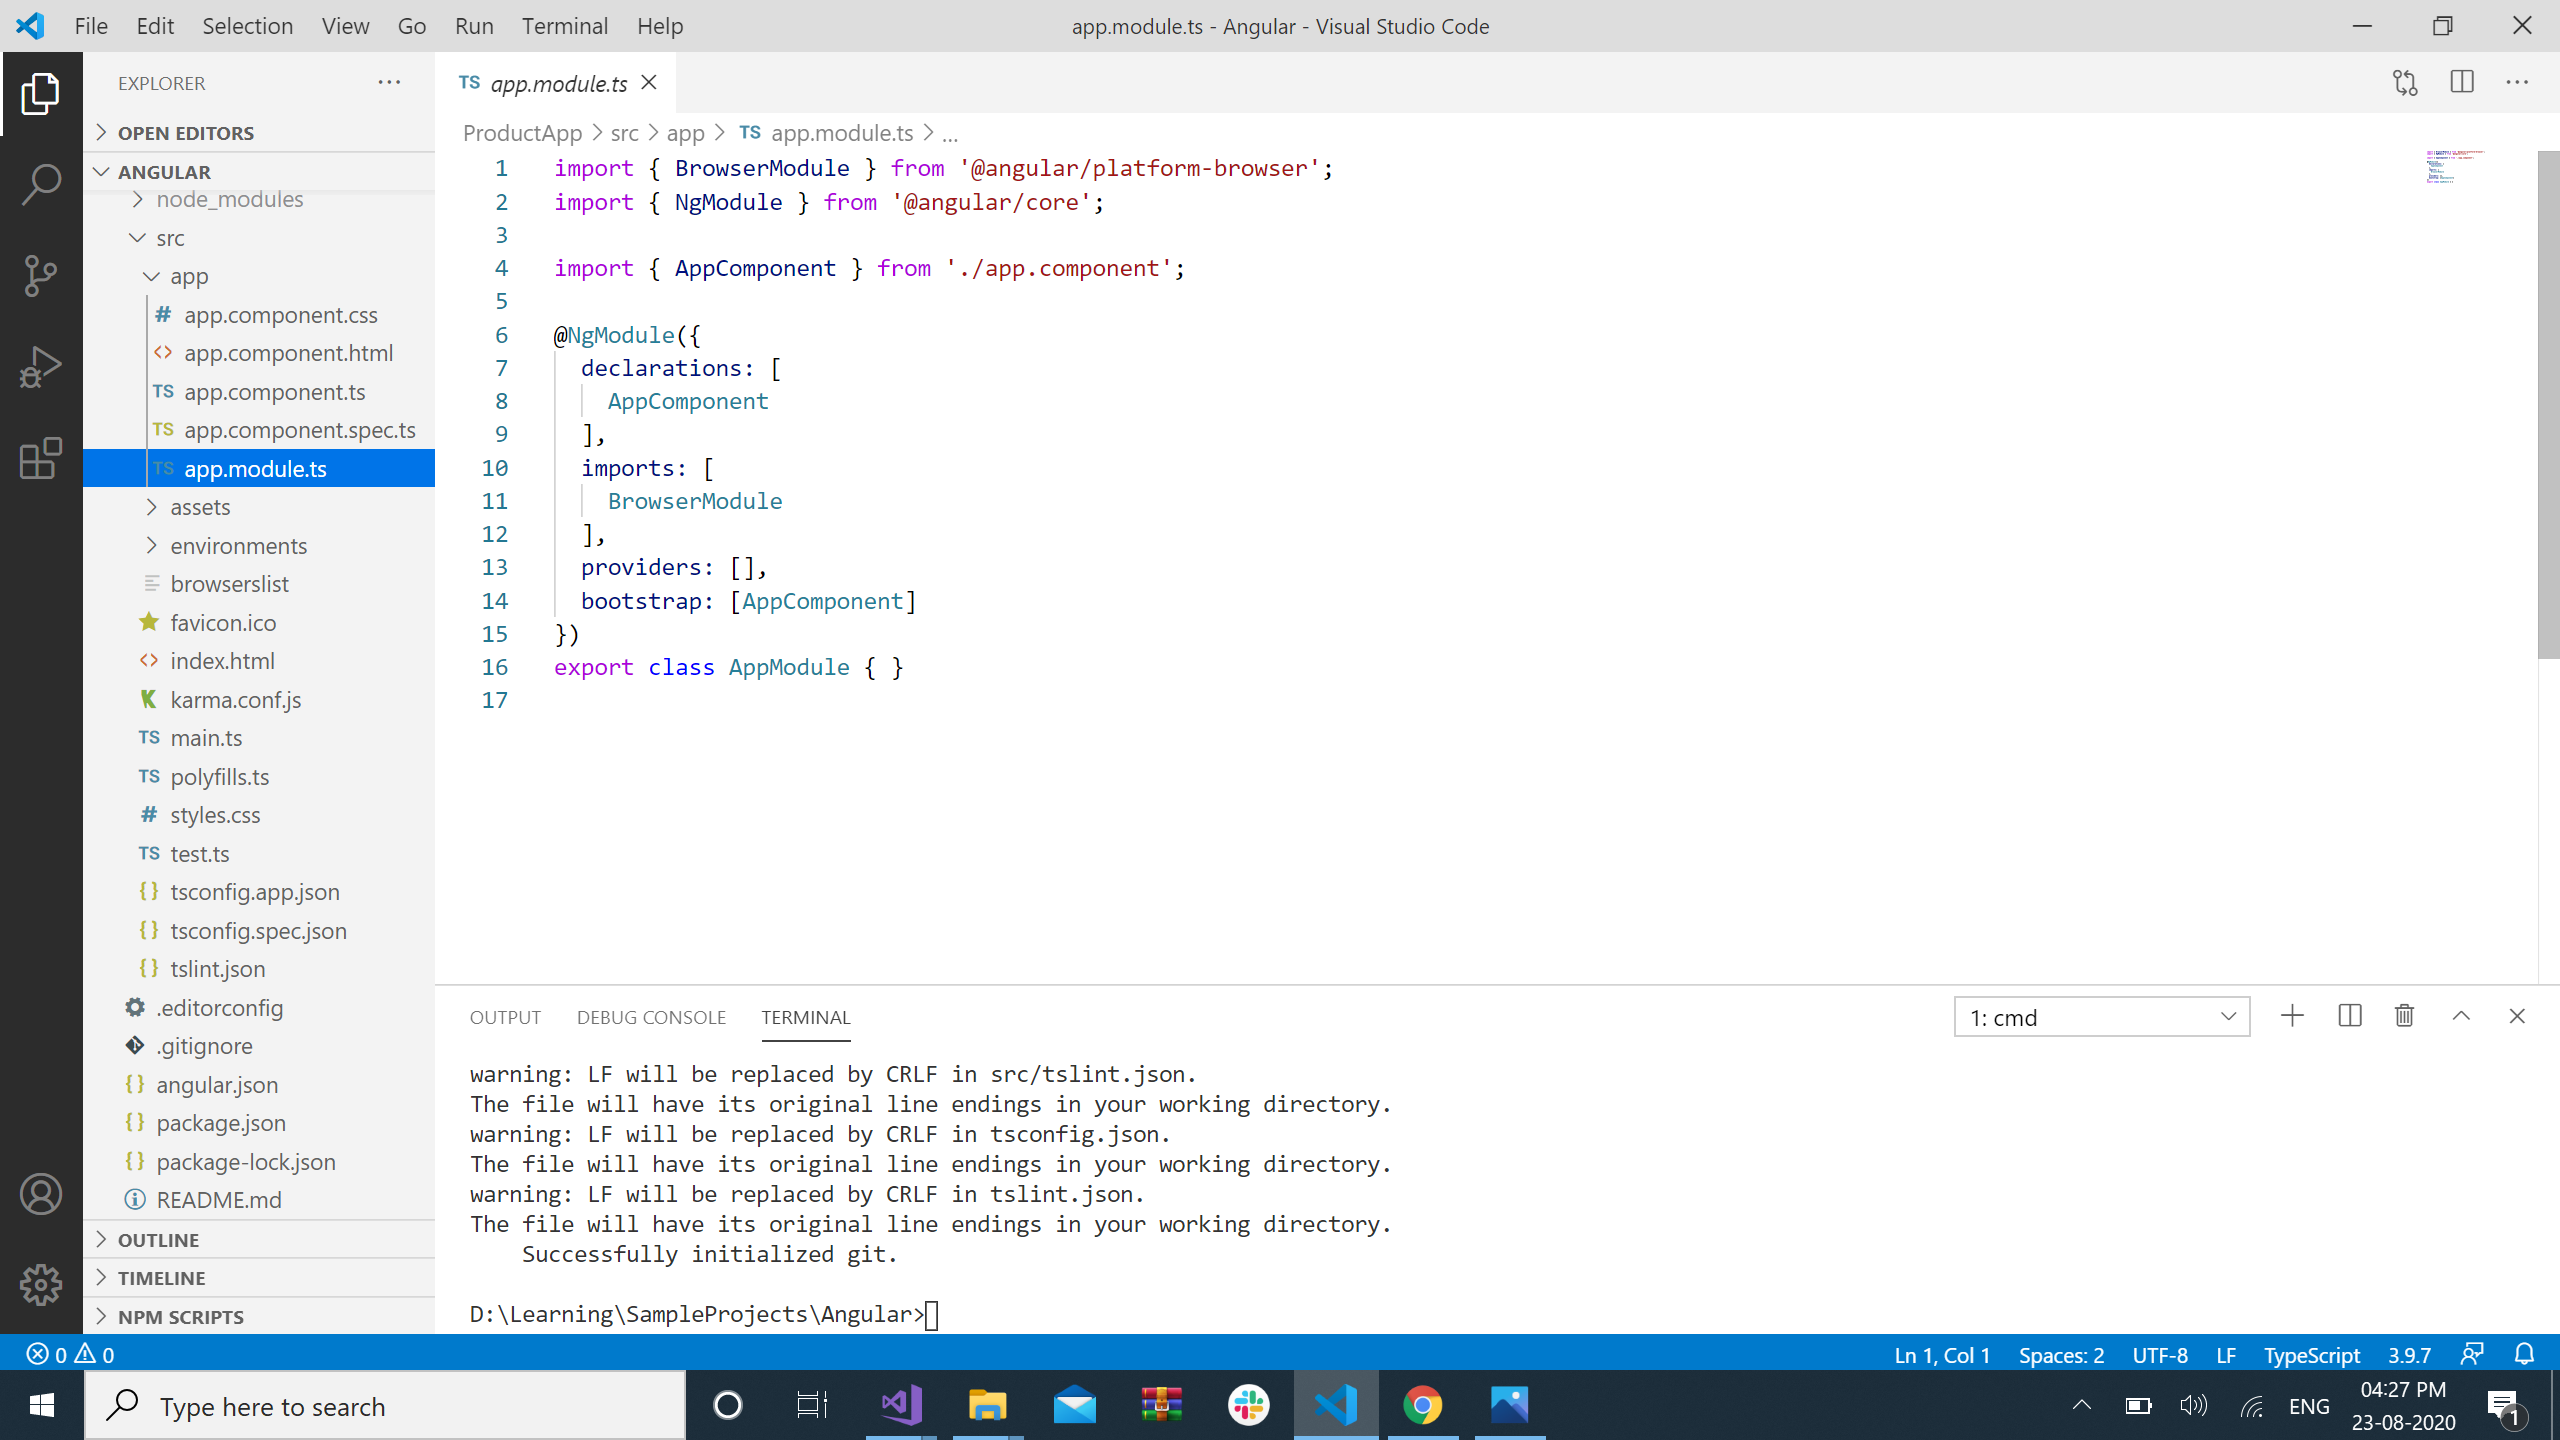 File Edit Selection View Go Run Terminal Help app.module.ts - Angular - Visual Studio Code
EXPLORER
OPEN EDITORS
ANGULAR
node_modules
src
app
# app.component.css
<> app.component.html
TS app.component.ts
TS app.component.spec.ts
TS app.module.ts
assets
environments
browserslist
favicon.ico
<> index.html
K karma.conf.js
TS main.ts
TS polyfills.ts
# styles.css
TS test.ts
{} tsconfig.app.json
{} tsconfig.spec.json
{} tslint.json
.editorconfig
.gitignore
{} angular.json
{} package.json
{} package-lock.json
README.md
OUTLINE
TIMELINE
NPM SCRIPTS
TS app.module.ts
ProductApp > src > app > TS app.module.ts > ...
1 import { BrowserModule } from '@angular/platform-browser';
2 import { NgModule } from '@angular/core';
3
4 import { AppComponent } from './app.component';
5
6 @NgModule({
7 declarations: [
8 AppComponent
9 ],
10 imports: [
11 BrowserModule
12 ],
13 providers: [],
14 bootstrap: [AppComponent]
15 })
16 export class AppModule { }
17
OUTPUT DEBUG CONSOLE TERMINAL 1: cmd
warning: LF will be replaced by CRLF in src/tslint.json.
The file will have its original line endings in your working directory.
warning: LF will be replaced by CRLF in tsconfig.json.
The file will have its original line endings in your working directory.
warning: LF will be replaced by CRLF in tslint.json.
The file will have its original line endings in your working directory.
Successfully initialized git.
D:\Learning\SampleProjects\Angular>
0 0 Ln 1, Col 1 Spaces: 2 UTF-8 LF TypeScript 3.9.7
Type here to search
ENG
04:27 PM
23-08-2020
1